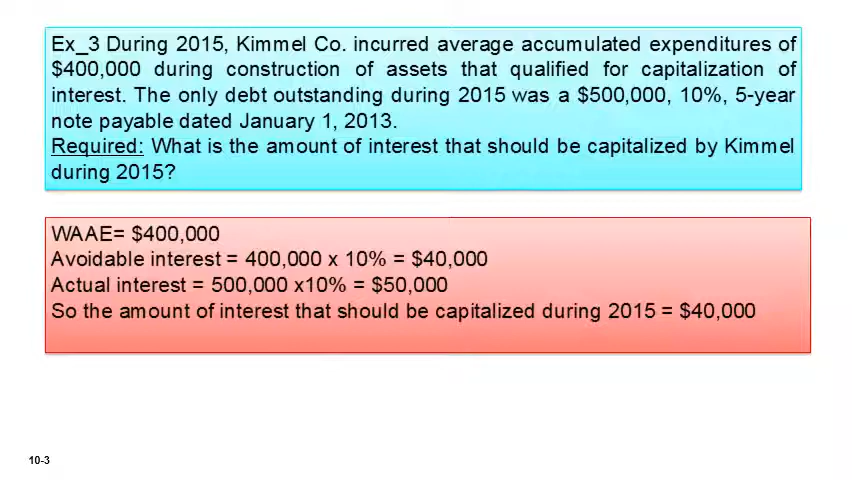 Ex_3 During 2015, Kimmel Co. incurred average accumulated expenditures of
$400,000 during construction of assets that qualified for capitalization of
interest. The only debt outstanding during 2015 was a $500,000, 10%, 5-year
note payable dated January 1, 2013.
Required: What is the amount of interest that should be capitalized by Kimmel
during 2015?
WAAE= $400,000
Avoidable interest = 400,000 x 10% = $40,000
Actual interest = 500,000 x10% = $50,000
So the amount of interest that should be capitalized during 2015 = $40,000
10-3